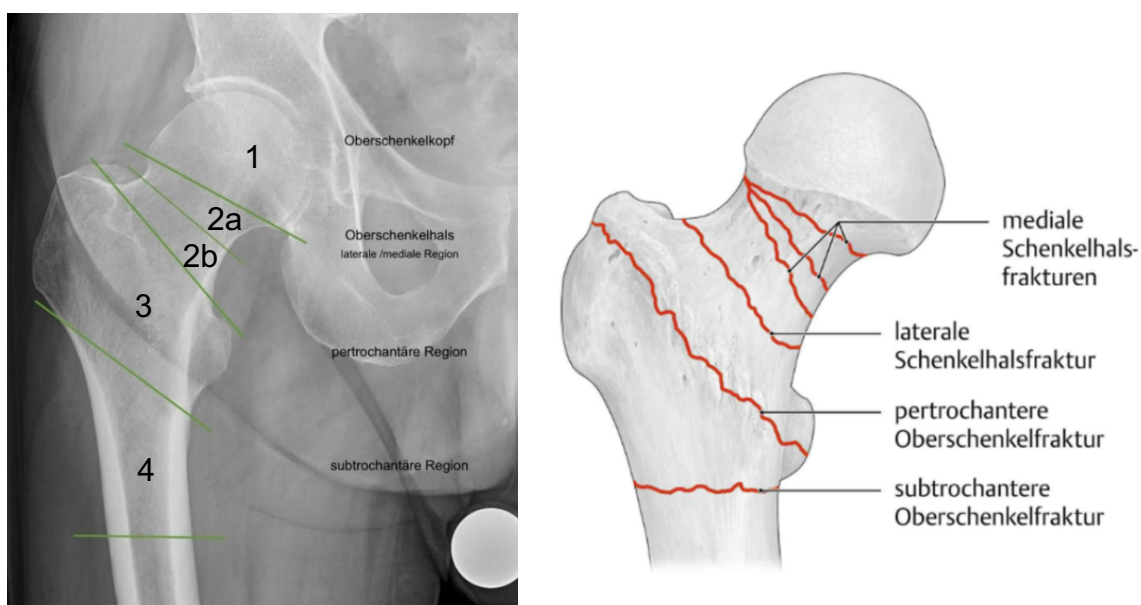 1
Oberschenkelkopf
2a
Oberschenkelhals
laterale /mediale Region
2b
3
pertrochantäre Region
4
subtrochantäre Region
mediale
Schenkelhals-
frakturen
laterale
Schenkelhalsfraktur
pertrochantere
Oberschenkelfraktur
subtrochantere
Oberschenkelfraktur